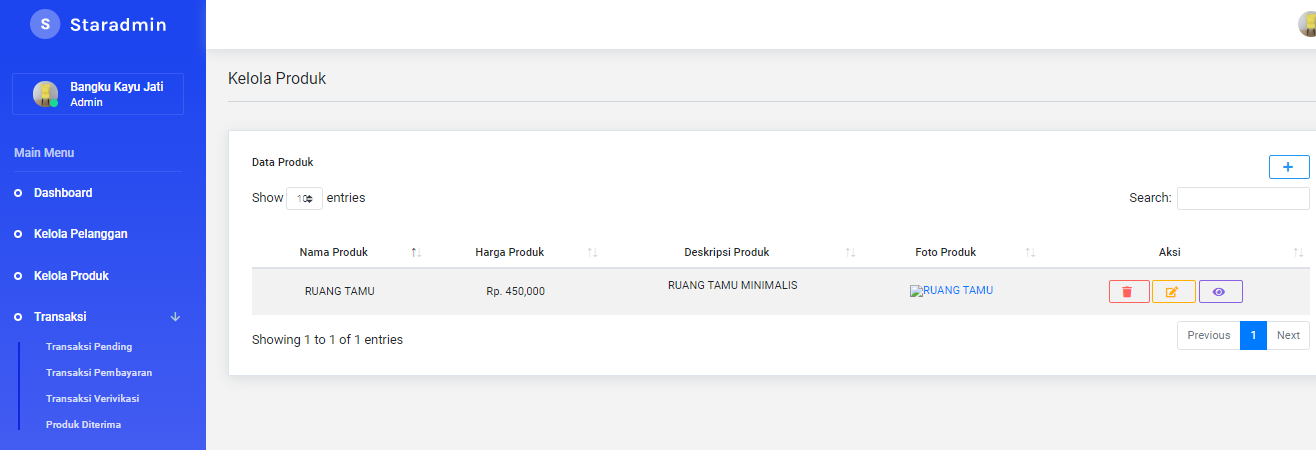 S Staradmin
Bangku Kayu Jati
Admin
Main Menu
Dashboard
Kelola Pelanggan
Kelola Produk
Transaksi
Transaksi Pending
Transaksi Pembayaran
Transaksi Verivikasi
Produk Diterima
Kelola Produk
Data Produk
+
Show 10 entries
Search:
Nama Produk Harga Produk Deskripsi Produk Foto Produk Aksi
RUANG TAMU Rp. 450,000 RUANG TAMU MINIMALIS RUANG TAMU
Showing 1 to 1 of 1 entries
Previous 1 Next